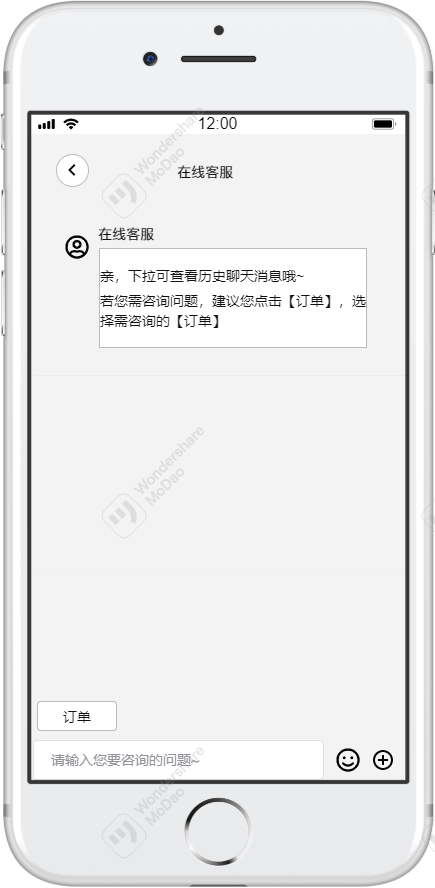 12:00
Wondershare
MoDao
在线客服
在线客服
亲，下拉可查看历史聊天消息哦~
若您需咨询问题，建议您点击【订单】，选
择需咨询的【订单】
Wondershare
MoDao
订单
请输入您要咨询的问题~
Wondershare
MoDao